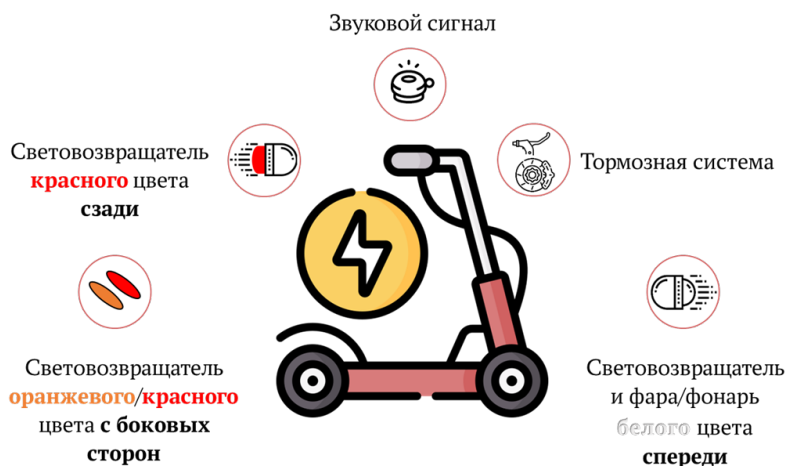 Звуковой сигнал
Световозвращатель
красного цвета
сзади
Тормозная система
Световозвращатель
оранжевого/красного
цвета с боковых
сторон
Световозвращатель
и фара/фонарь
белого цвета
спереди